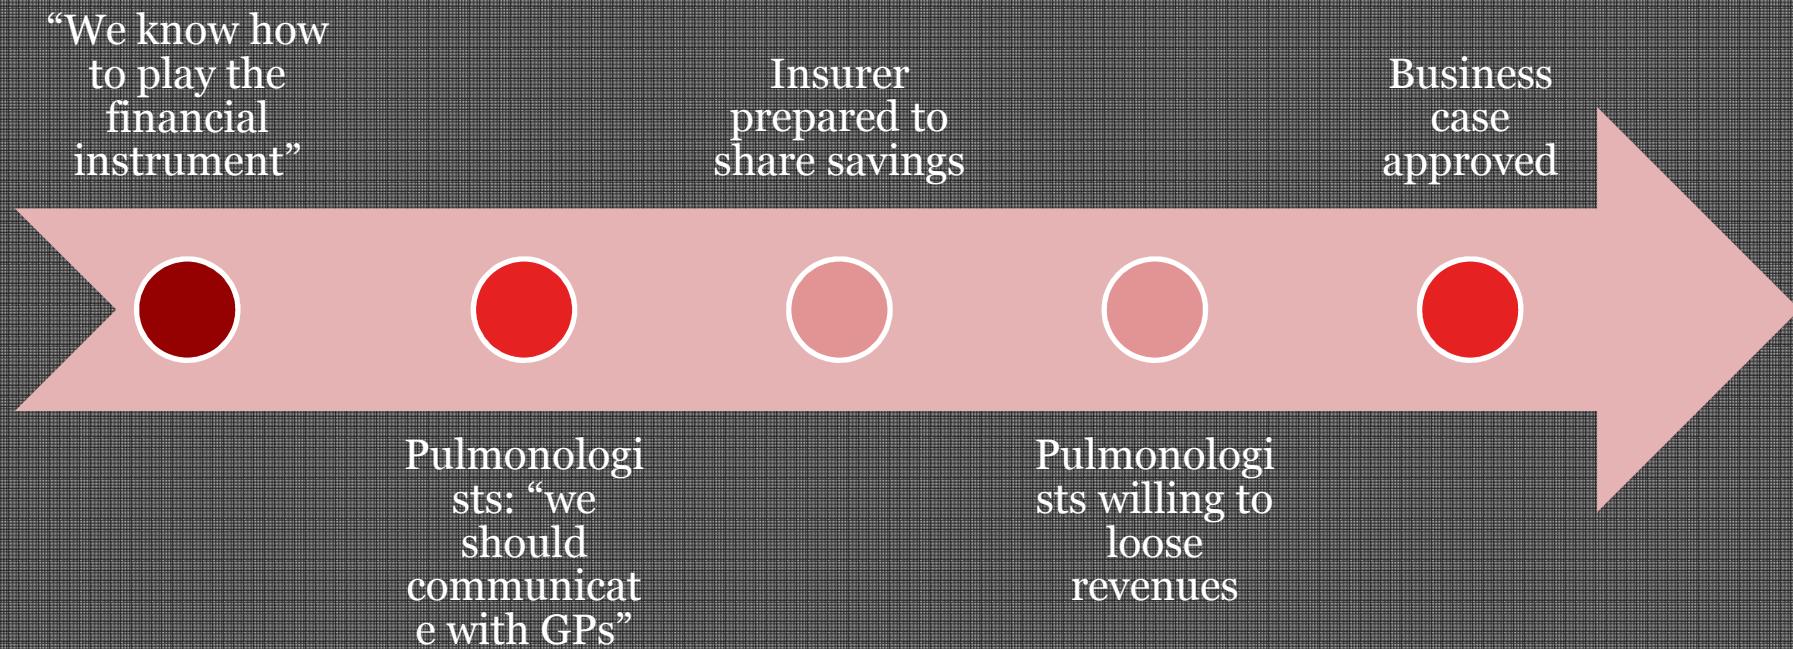 “We know how
to play the
financial
instrument”
Pulmonologi
sts: “we
should
communicat
e with GPs”
Insurer
prepared to
share savings
Pulmonologi
sts willing to
loose
revenues
Business
case
approved